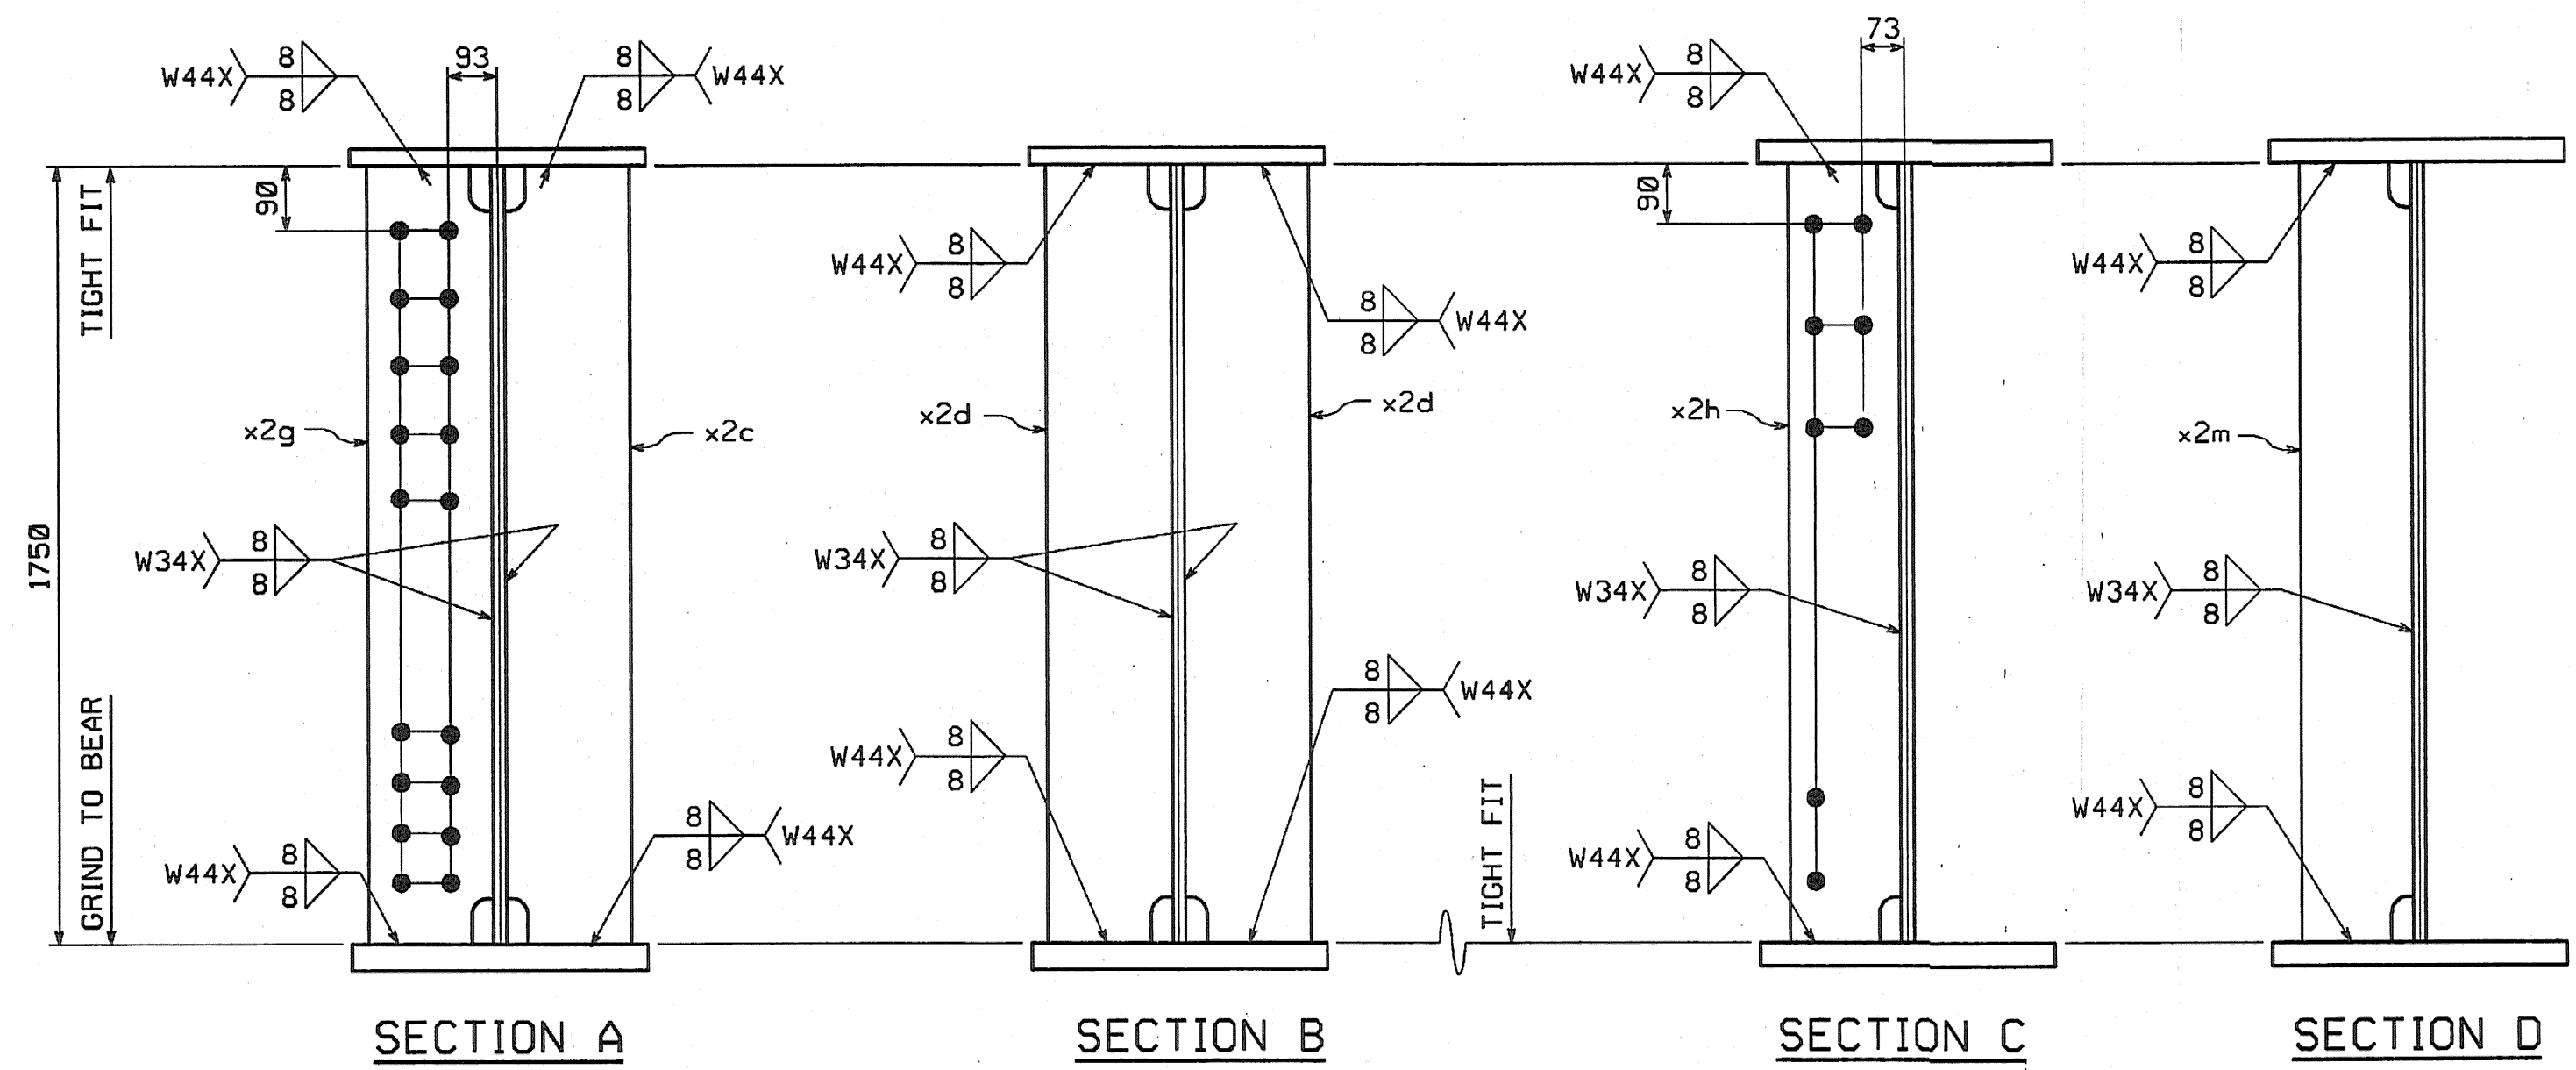 W44X 8 8
93
8 8 W44X
90
TIGHT FIT
1750
x2g
x2c
W34X 8 8
GRIND TO BEAR
W44X 8 8
8 8 W44X
SECTION A
W44X 8 8
8 8 W44X
x2d
x2d
W34X 8 8
W44X 8 8
8 8 W44X
TIGHT FIT
SECTION B
W44X 8 8
73
90
x2h
W34X 8 8
W44X 8 8
SECTION C
W44X 8 8
x2m
W34X 8 8
W44X 8 8
SECTION D